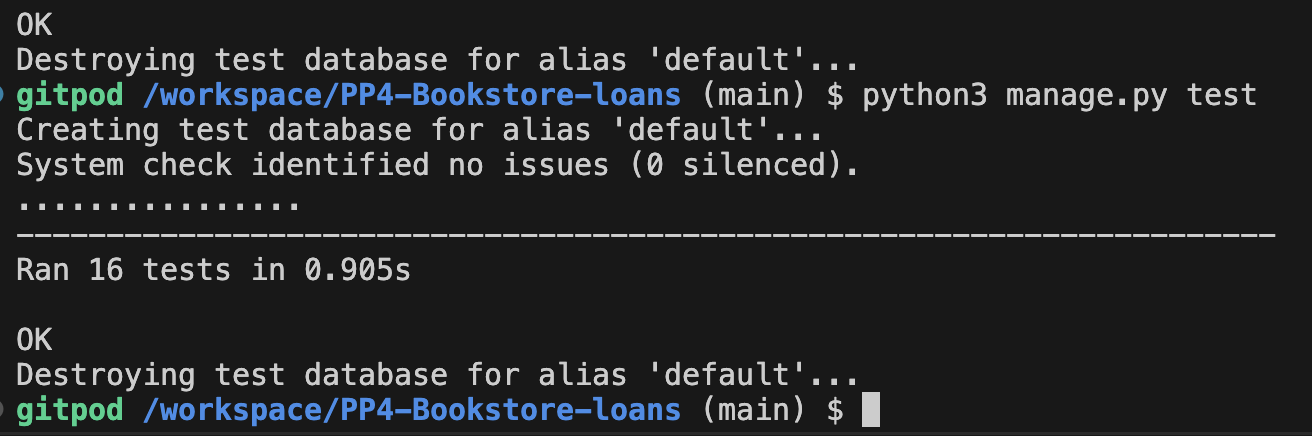 OK
Destroying test database for alias 'default'...
gitpod /workspace/PP4-Bookstore-loans (main) $ python3 manage.py test
Creating test database for alias 'default'...
System check identified no issues (0 silenced).
................
----------------------------------------------------------------------
Ran 16 tests in 0.905s
OK
Destroying test database for alias 'default'...
gitpod /workspace/PP4-Bookstore-loans (main) $